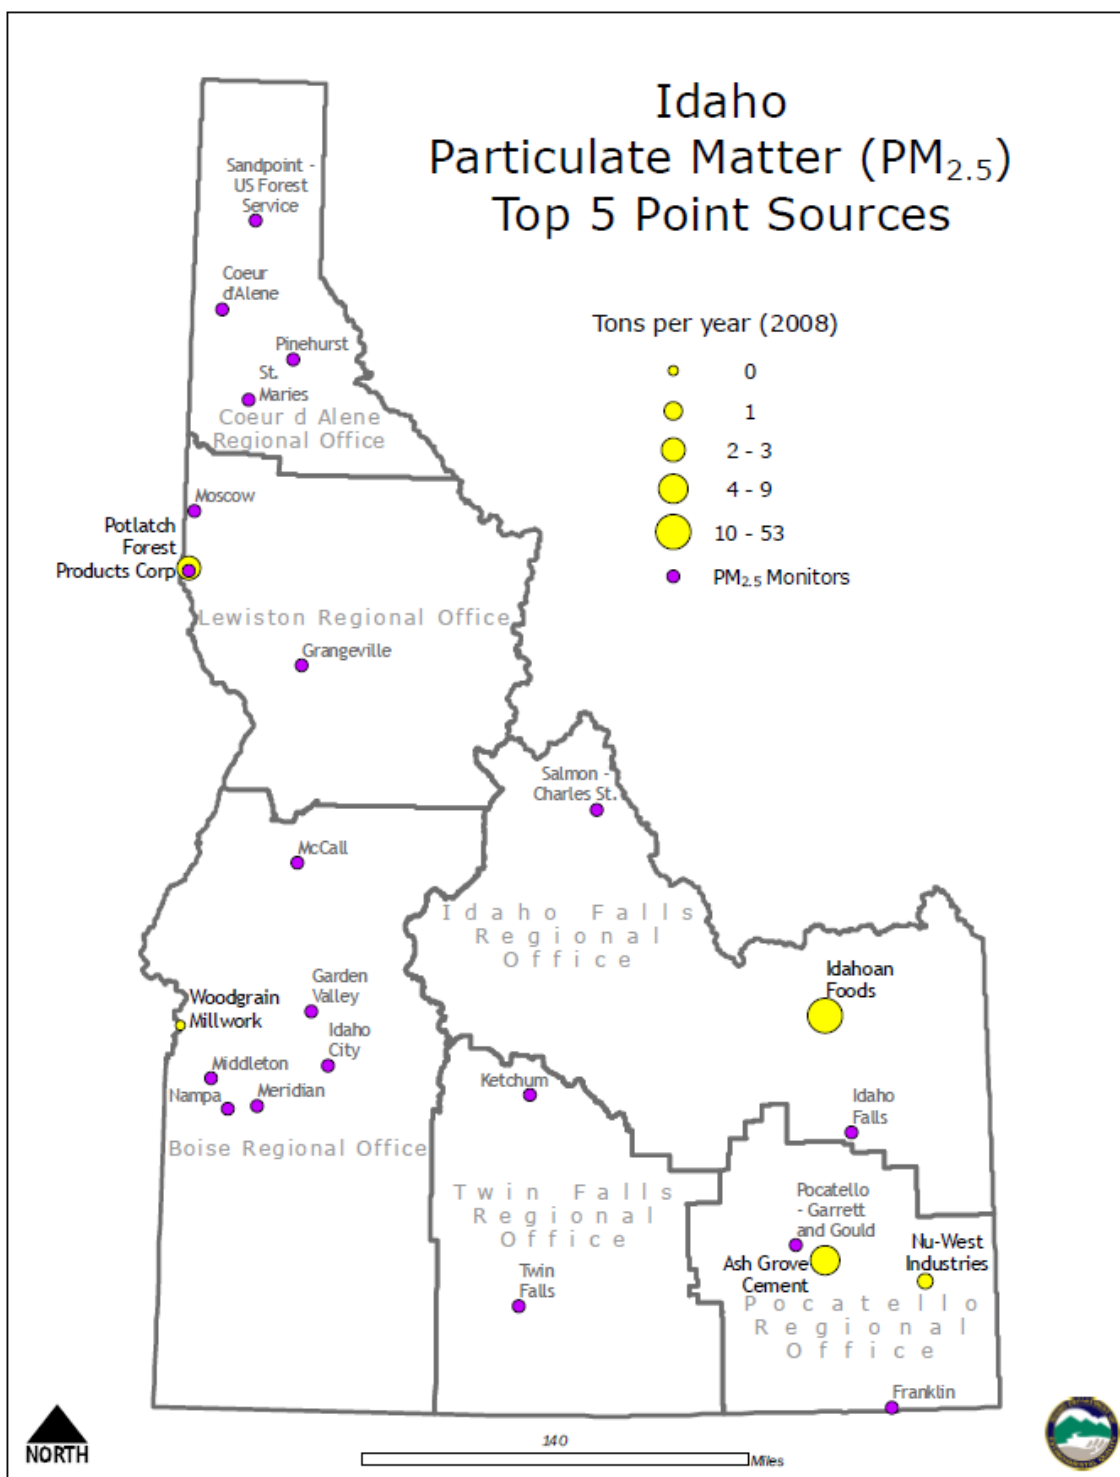 Idaho
Particulate Matter (PM2.5)
Top 5 Point Sources
Tons per year (2008)
0
1
2 - 3
4 - 9
10 - 53
PM2.5 Monitors
Sandpoint -
US Forest
Service
Coeur
d'Alene
Pinehurst
St.
Maries
Coeur d Alene
Regional Office
Moscow
Potlatch
Forest
Products Corp
Lewiston Regional Office
Grangeville
Salmon -
Charles St.
McCall
Idaho Falls
Regional
Office
Idahoan
Foods
Garden
Valley
Woodgrain
Millwork
Idaho
City
Middleton
Nampa
Meridian
Ketchum
Idaho
Falls
Boise Regional Office
Twin Falls
Regional
Office
Pocatello
- Garrett
and Gould
Nu-West
Industries
Ash Grove
Cement
Twin
Falls
Pocatello
Regional
Office
Franklin
NORTH
140
Miles